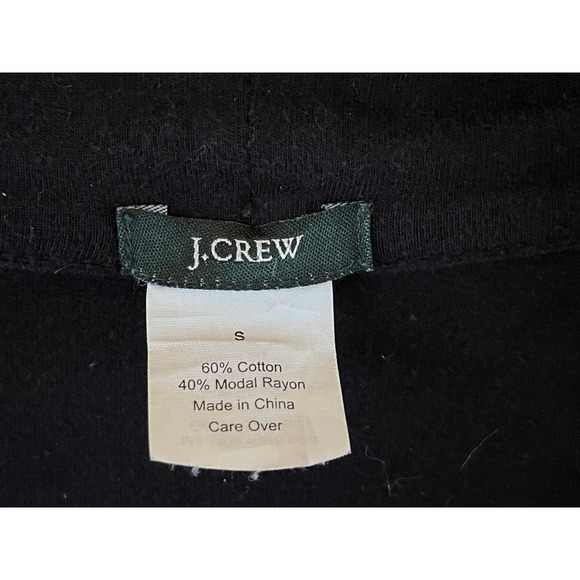 J.CREW
S
60% Cotton
40% Modal Rayon
Made in China
Care Over